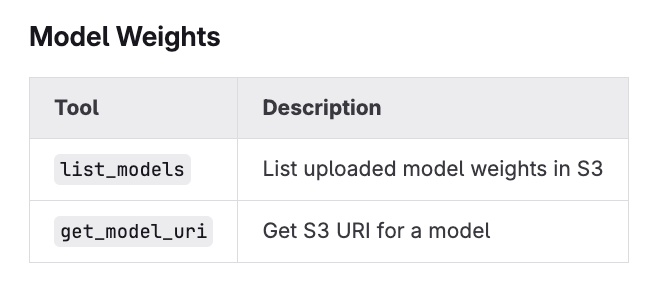 Model Weights
Tool Description
list_models List uploaded model weights in S3
get_model_uri Get S3 URI for a model